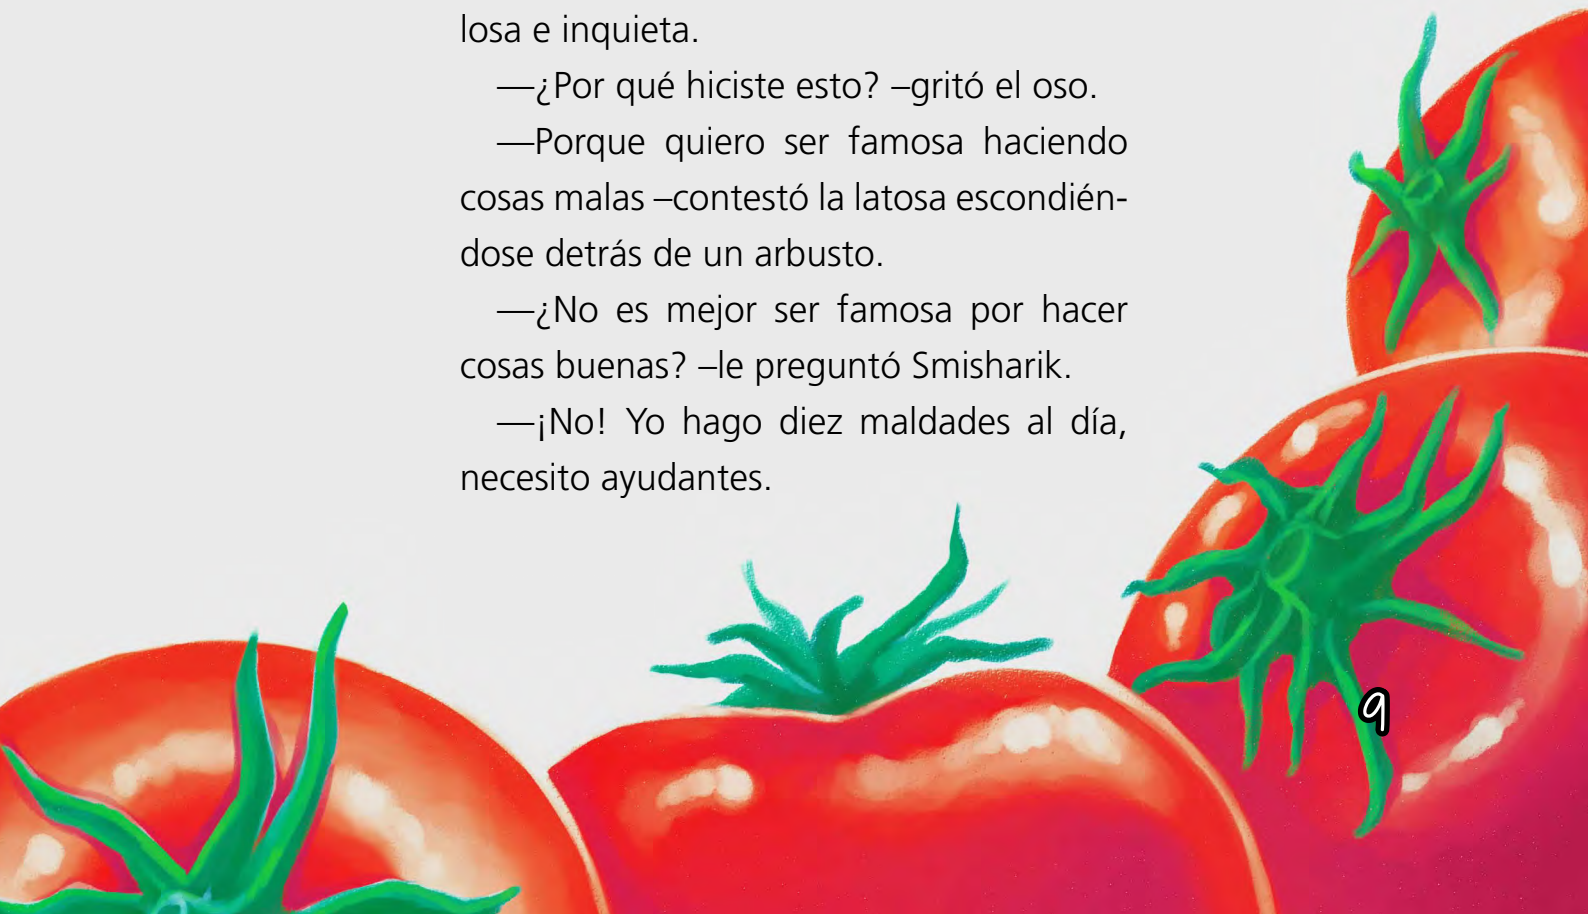 losa e inquieta.
—¿Por qué hiciste esto? –gritó el oso.
—Porque quiero ser famosa haciendo
cosas malas –contestó la latosa escondién-
dose detrás de un arbusto.
—¿No es mejor ser famosa por hacer
cosas buenas? –le preguntó Smisharik.
—¡No! Yo hago diez maldades al día,
necesito ayudantes.
9